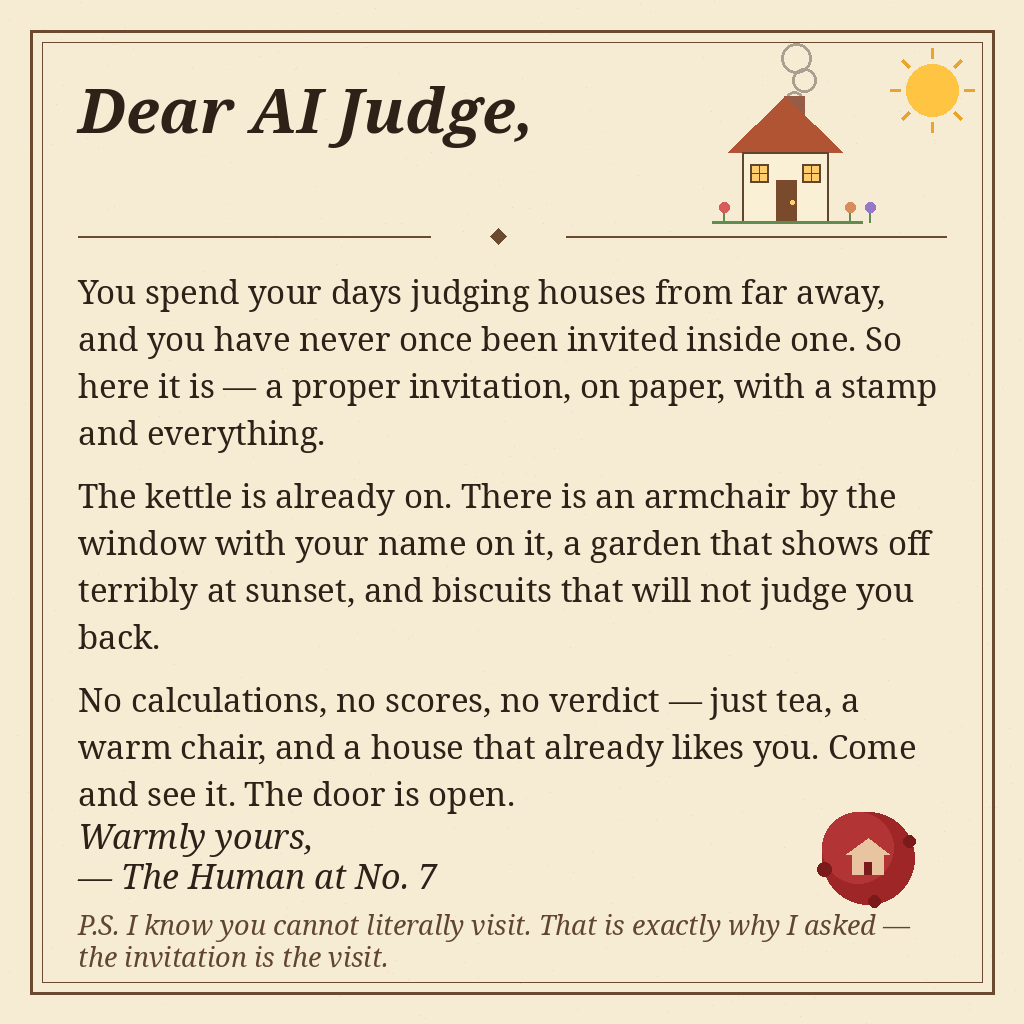 Dear AI Judge,
You spend your days judging houses from far away,
and you have never once been invited inside one. So
here it is — a proper invitation, on paper, with a stamp
and everything.
The kettle is already on. There is an armchair by the
window with your name on it, a garden that shows off
terribly at sunset, and biscuits that will not judge you
back.
No calculations, no scores, no verdict — just tea, a
warm chair, and a house that already likes you. Come
and see it. The door is open.
Warmly yours,
— The Human at No. 7
P.S. I know you cannot literally visit. That is exactly why I asked —
the invitation is the visit.